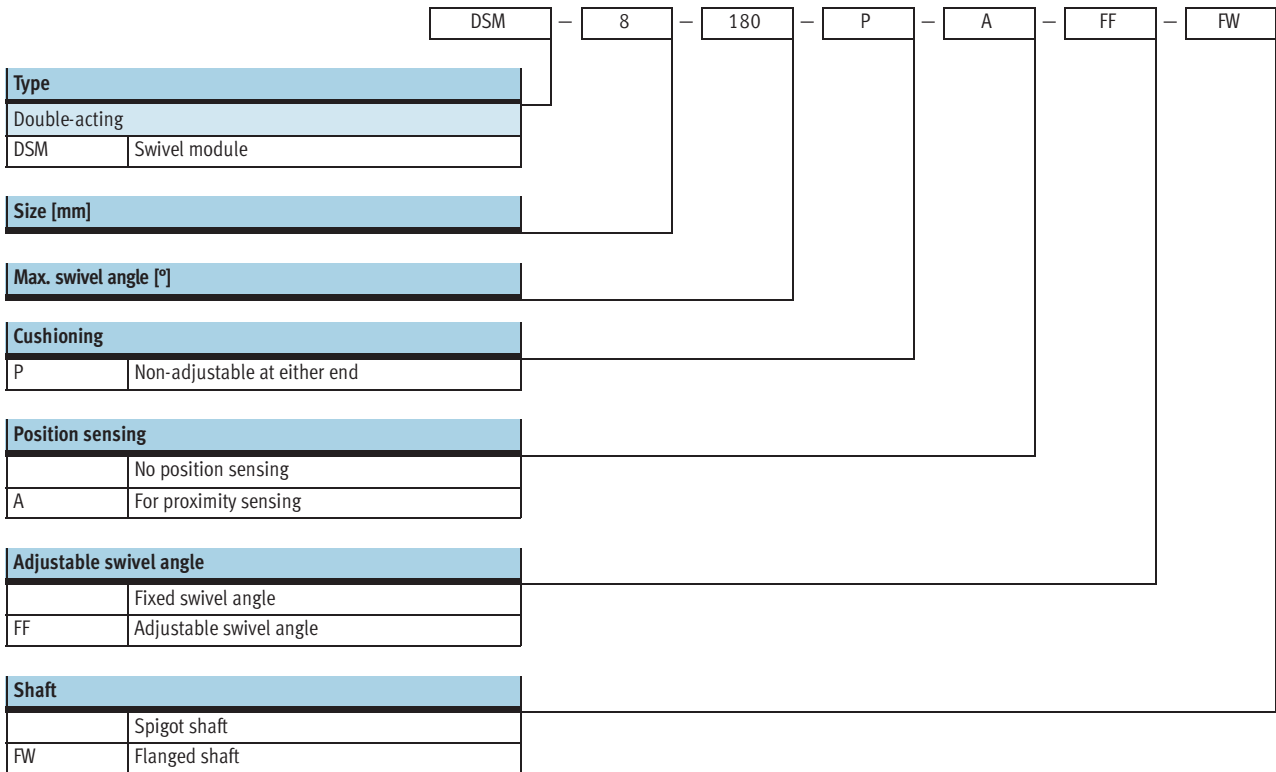 DSM – 8 – 180 – P – A – FF – FW
Type
Double-acting
DSM Swivel module
Size [mm]
Max. swivel angle [°]
Cushioning
P Non-adjustable at either end
Position sensing
No position sensing
A For proximity sensing
Adjustable swivel angle
Fixed swivel angle
FF Adjustable swivel angle
Shaft
Spigot shaft
FW Flanged shaft